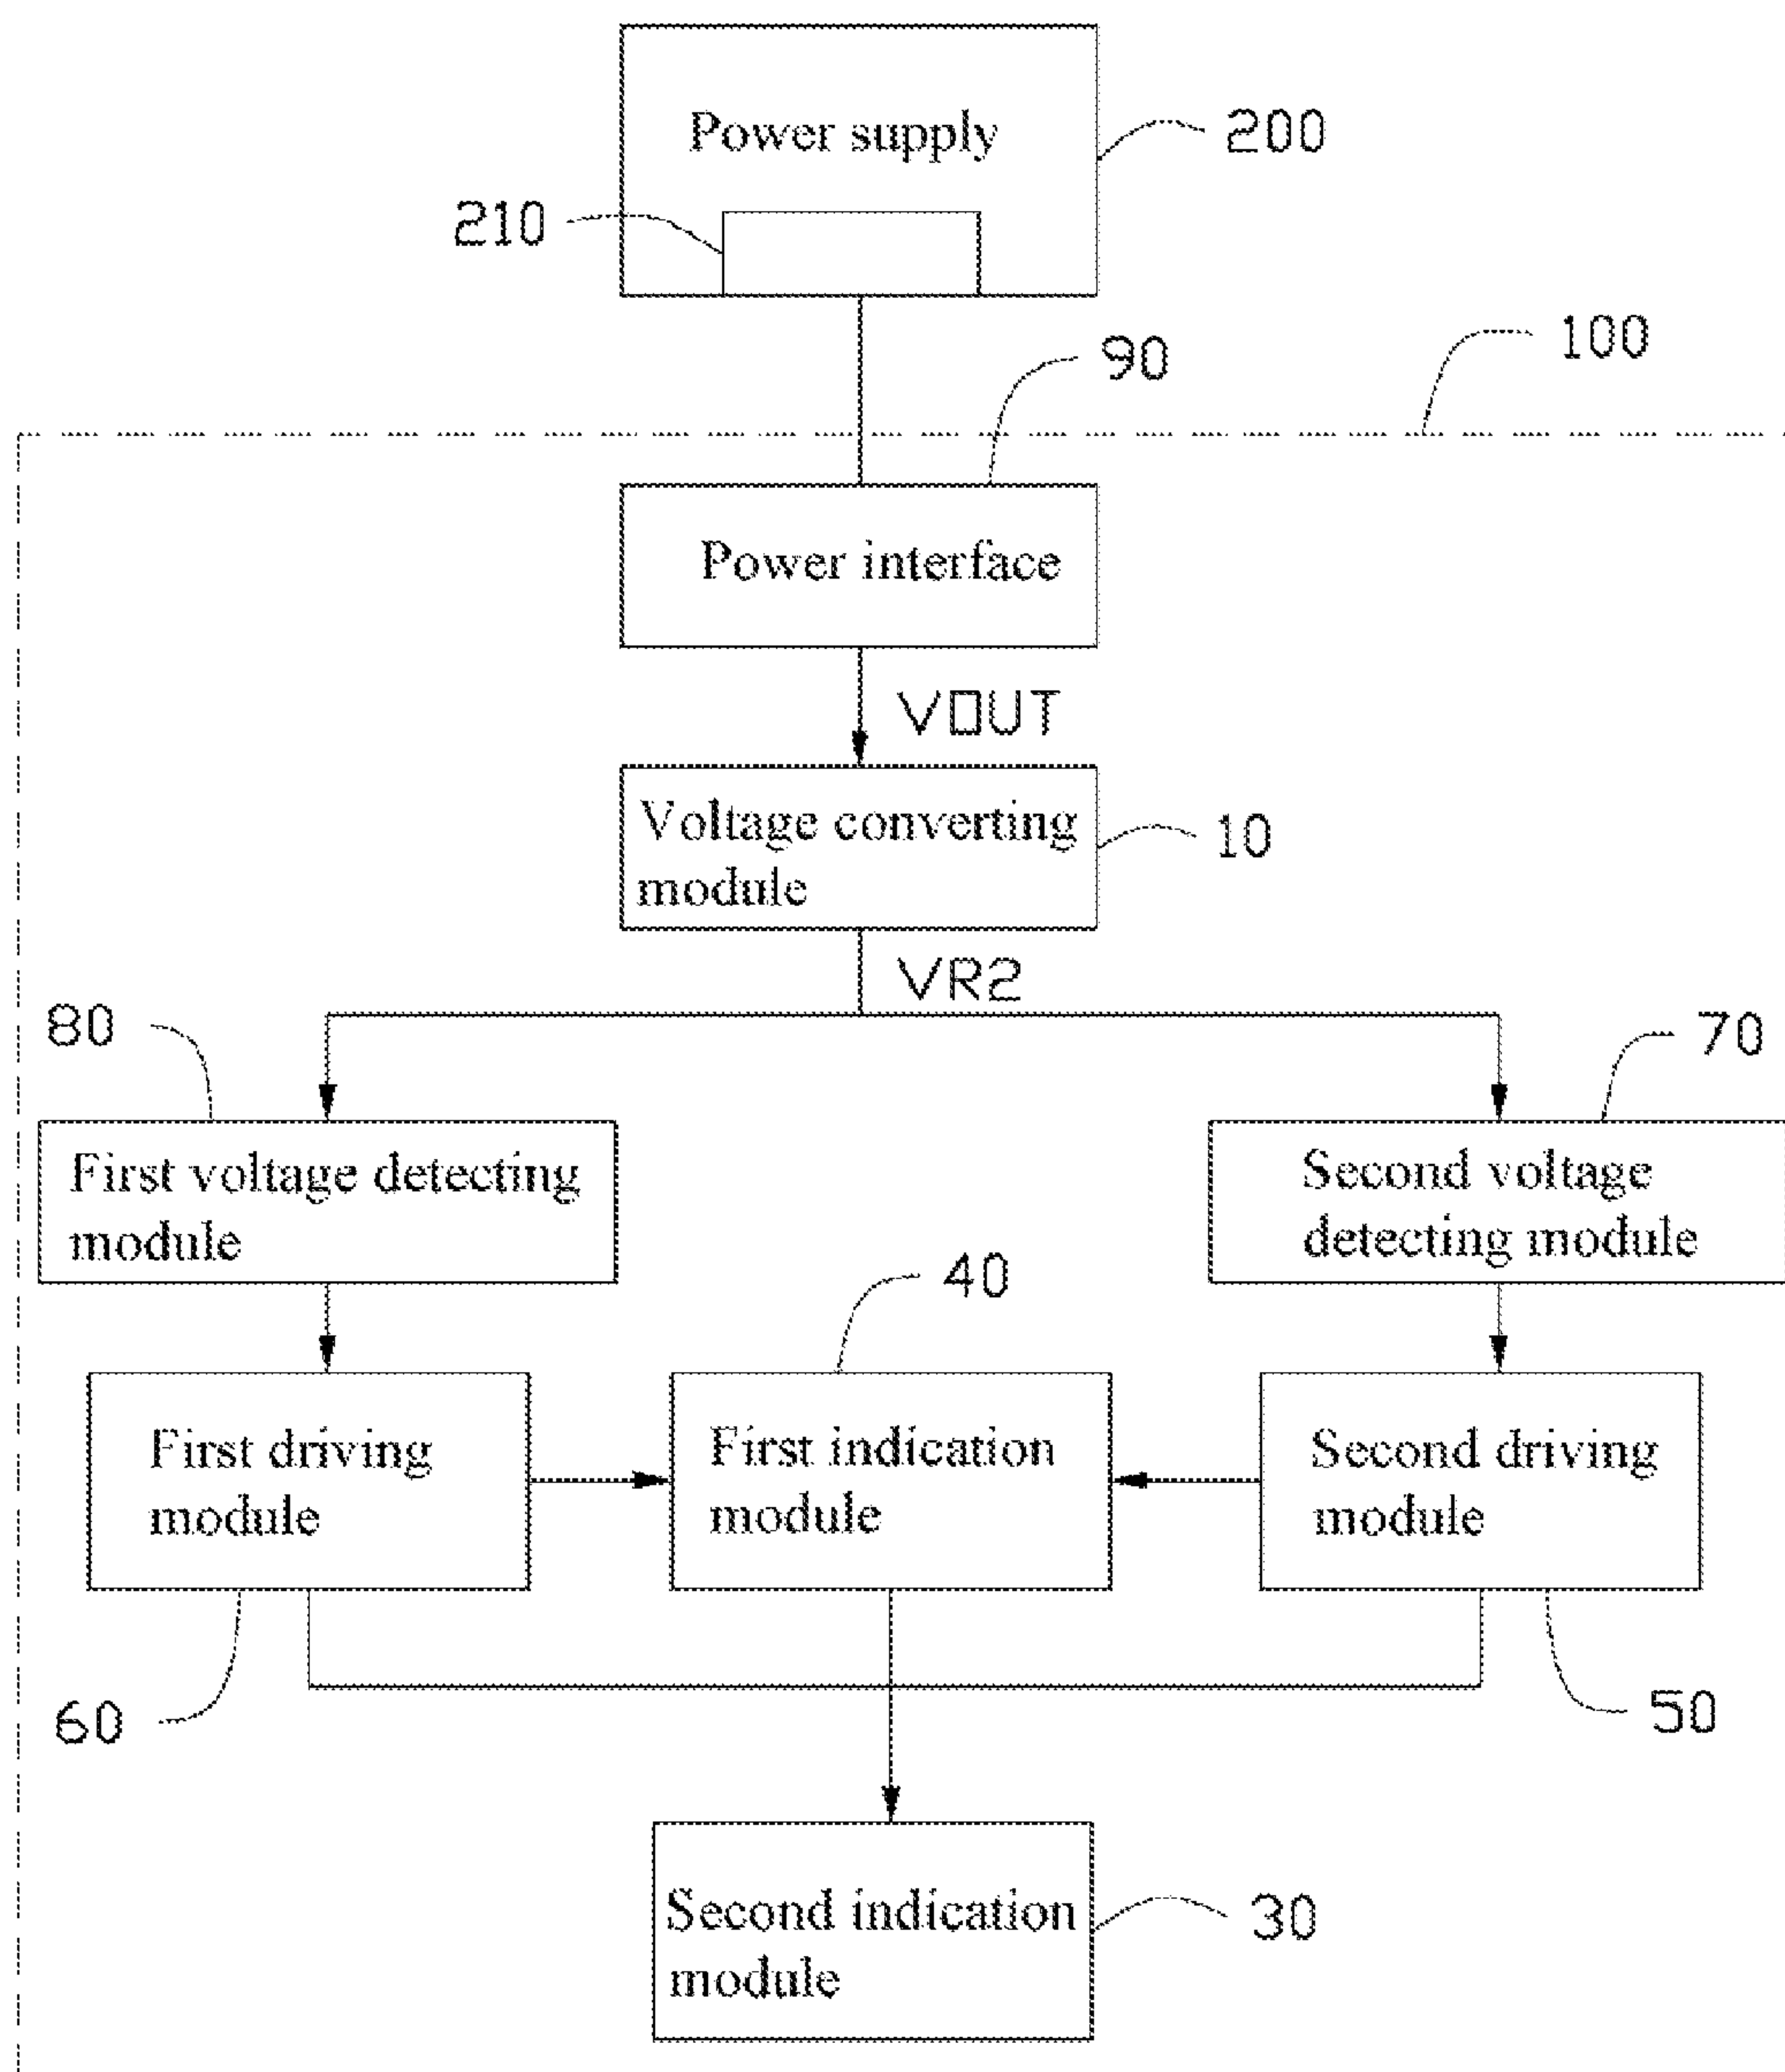 Power supply
200
210
100
90
Power interface
VOUT
Voltage converting
module
10
VR2
80
70
First voltage detecting
module
Second voltage
detecting module
40
First driving
module
First indication
module
Second driving
module
60
50
Second indication
module
30